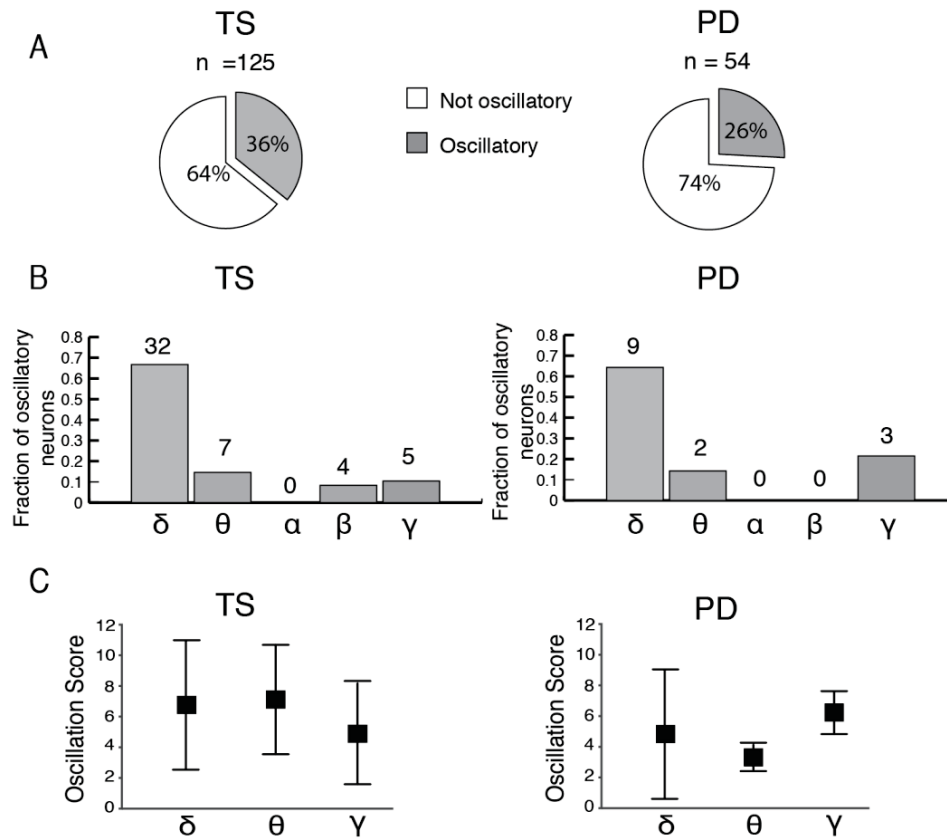 A
TS
n =125
36%
64%
Not oscillatory
Oscillatory
PD
n = 54
26%
74%
B
TS
Fraction of oscillatory
neurons
0.8
0.7
0.6
0.5
0.4
0.3
0.2
0.1
0
32
7
0
4
5
δ θ α β γ
PD
Fraction of oscillatory
neurons
0.8
0.7
0.6
0.5
0.4
0.3
0.2
0.1
0
9
2
0
0
3
δ θ α β γ
C
TS
Oscillation Score
12
10
8
6
4
2
0
δ θ γ
PD
Oscillation Score
12
10
8
6
4
2
0
δ θ γ